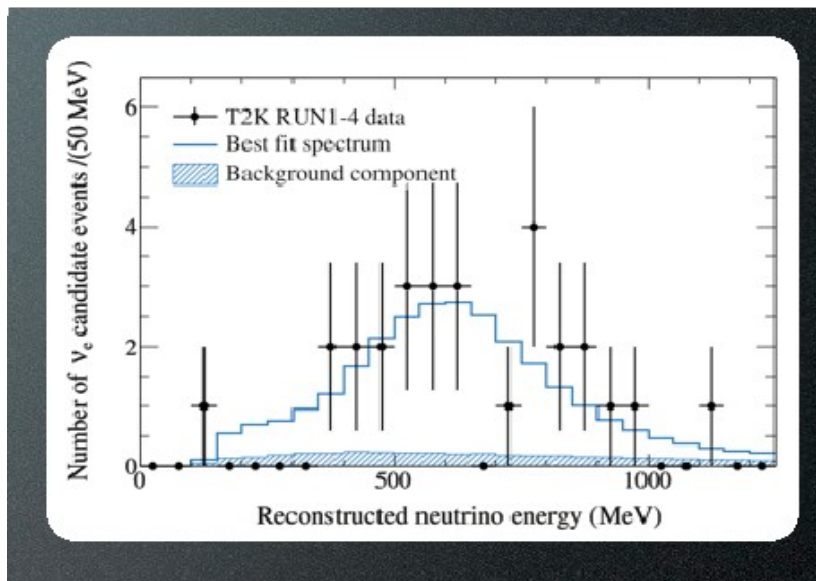 Number of νe candidate events /(50 MeV)
6
4
2
0
T2K RUN1-4 data
Best fit spectrum
Background component
0
500
1000
Reconstructed neutrino energy (MeV)